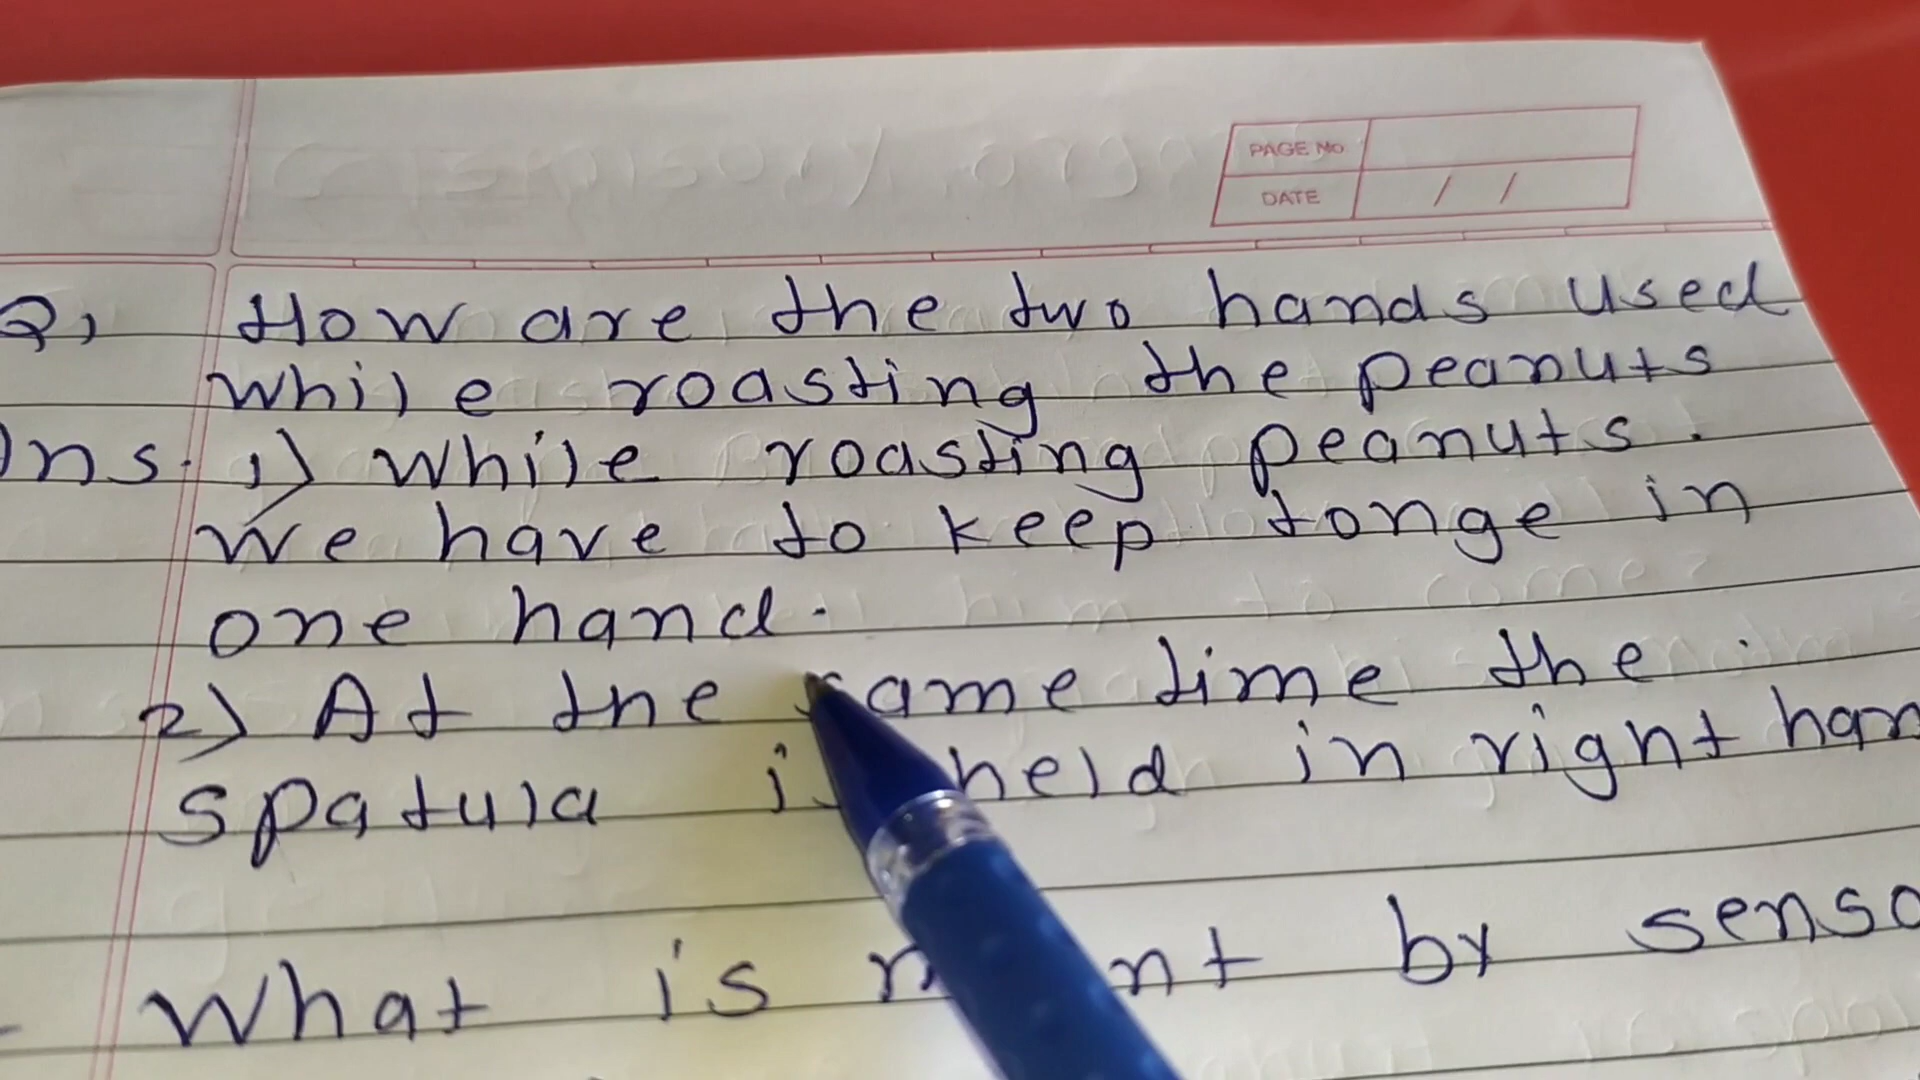 PAGE NO
DATE / /
Q, How are the two hands used
while roasting the peanuts
Ans. 1) while roasting peanuts.
We have to keep tonge in
one hand.
2) At the same time the.
spatula is held in right han
What is by senso